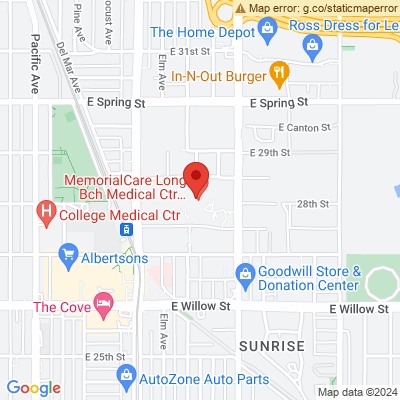 Map error: g.co/staticmaperror
Pine Ave
Locust Ave
Elm Ave
E 31st St
The Home Depot
Ross Dress for Le
Pacific Ave
Del Mar Ave
In-N-Out Burger
E Spring St
E Spring St
E Canton St
E 29th St
MemorialCare Long
Bch Medical Ctr...
28th St
H
College Medical Ctr
Albertsons
Goodwill Store &
Donation Center
The Cove
E Willow St
E Willow St
Elm Ave
E 25th St
SUNRISE
AutoZone Auto Parts
Google
Map data ©2024